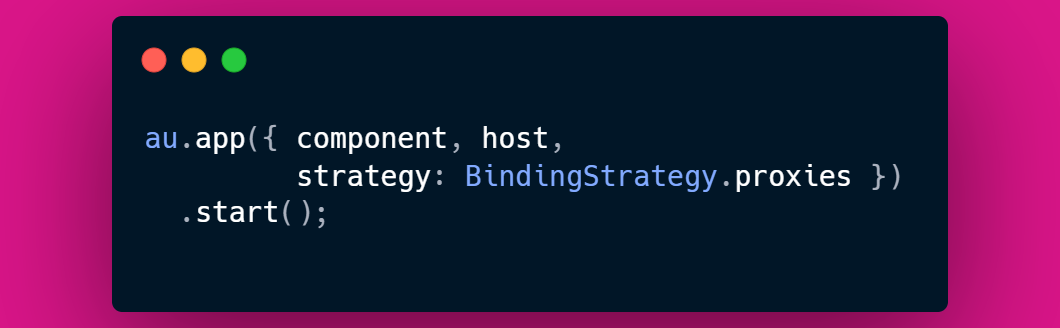 au.app({ component, host,
strategy: BindingStrategy.proxies })
.start();